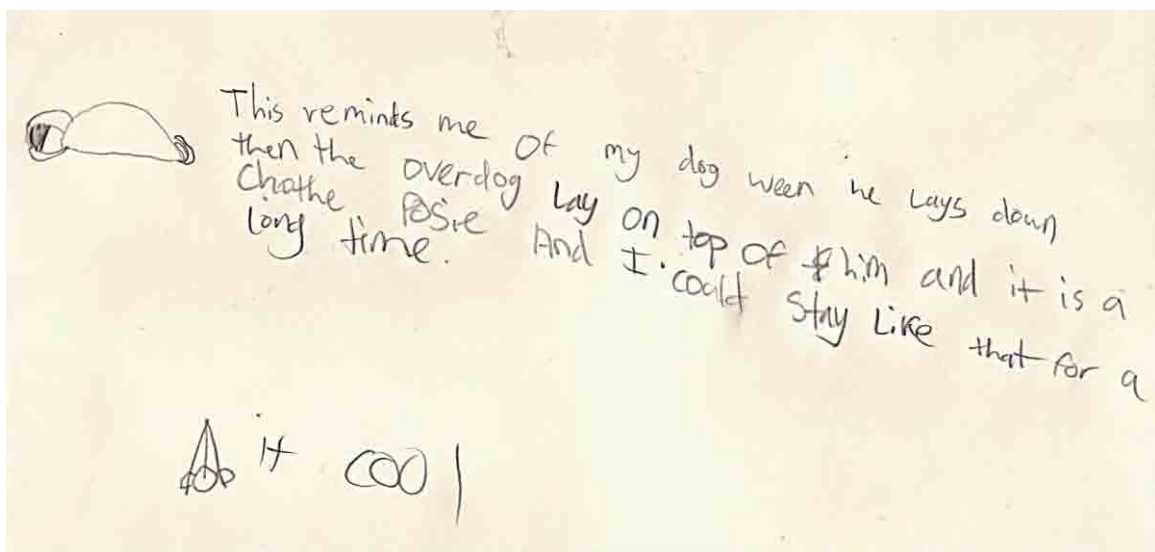 This reminds me of my dog ween he lays down
then the overdog Lay on top of him and it is a
Chathe Posie And I could stay Like that for a
long time.
it cool